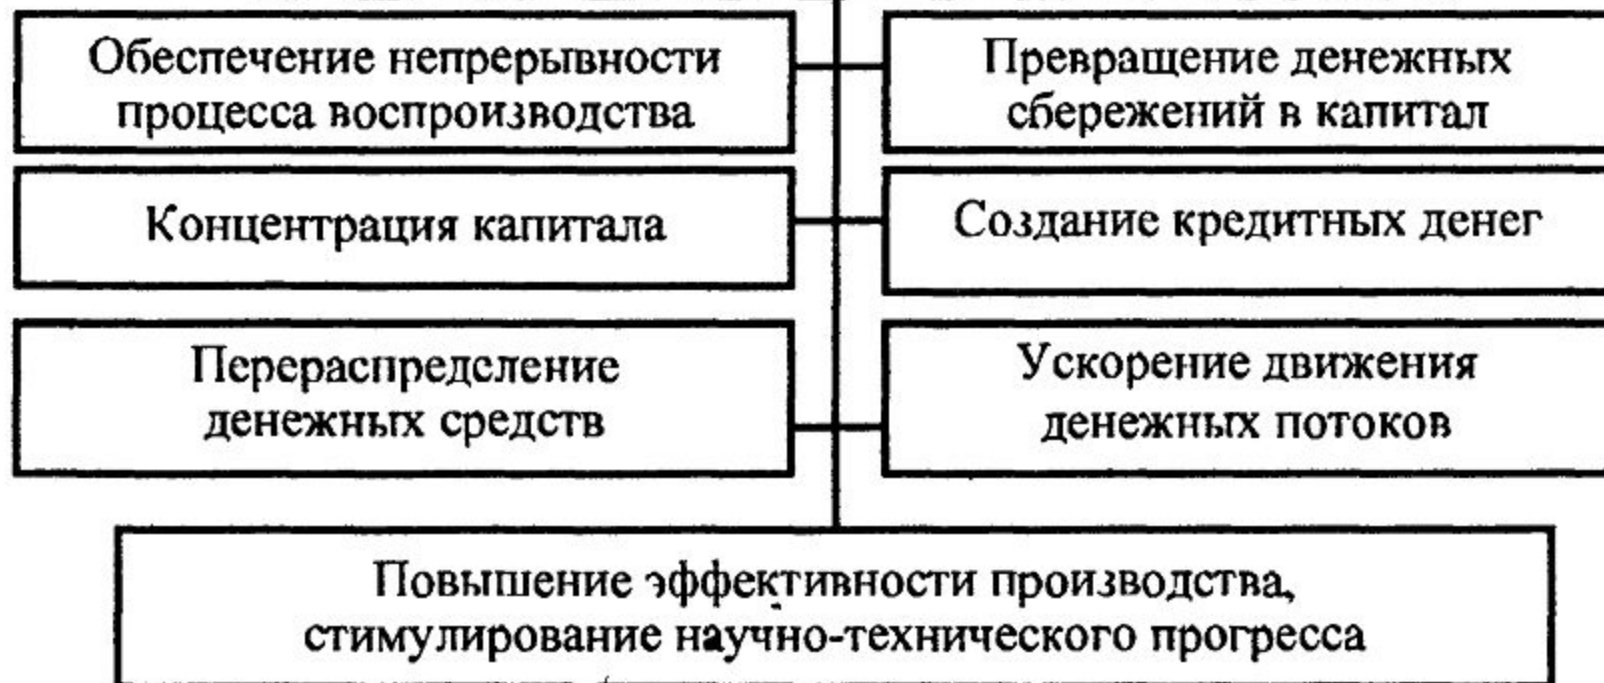 Обеспечение непрерывности
процесса воспроизводства
Превращение денежных
сбережений в капитал
Концентрация капитала
Создание кредитных денег
Перераспределение
денежных средств
Ускорение движения
денежных потоков
Повышение эффективности производства,
стимулирование научно-технического прогресса